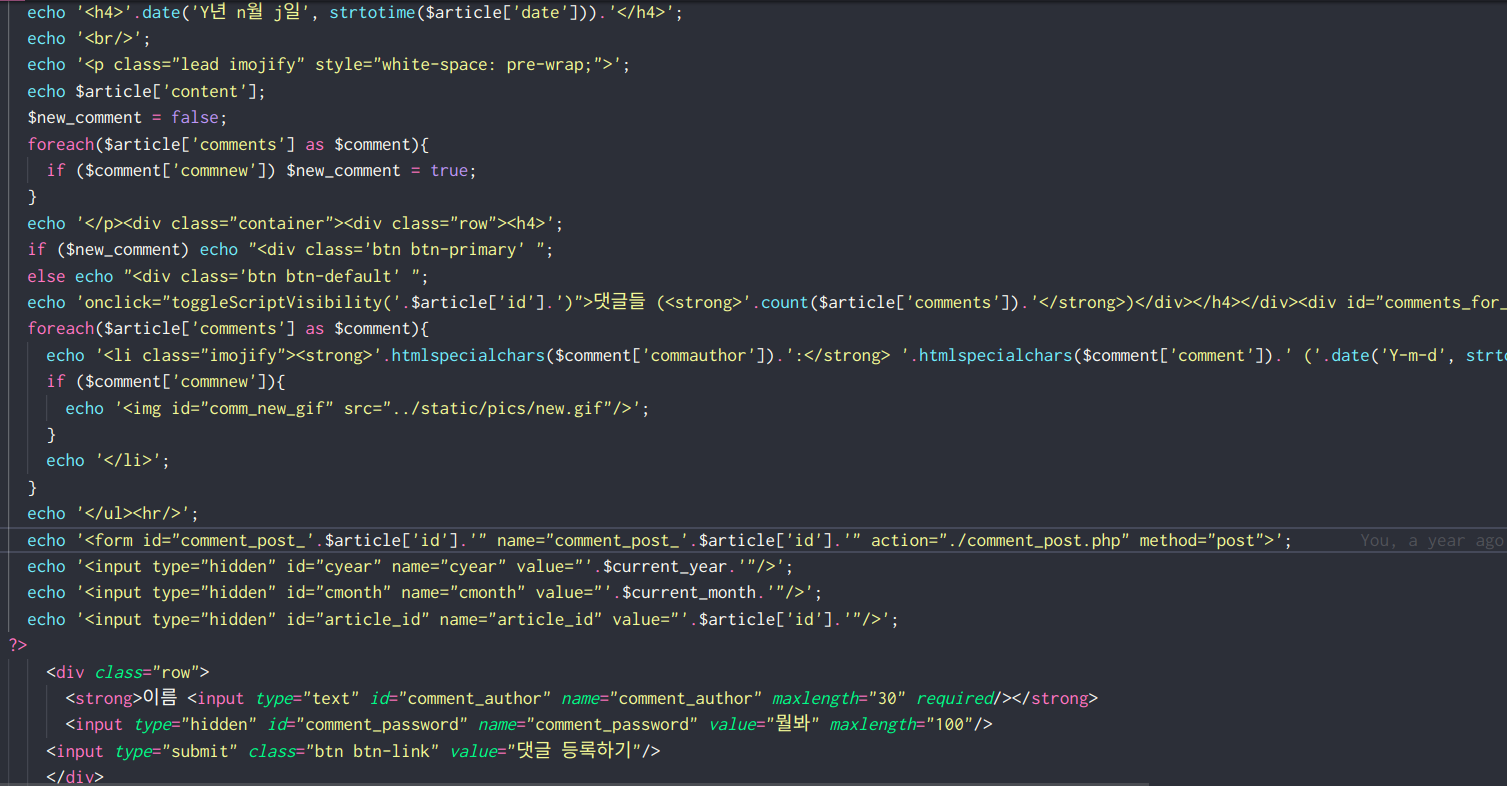 echo '<h4>'.date('Y년 n월 j일', strtotime($article['date'])).'</h4>';
echo '<br/>';
echo '<p class="lead imojify" style="white-space: pre-wrap;">';
echo $article['content'];
$new_comment = false;
foreach($article['comments'] as $comment){
if ($comment['commnew']) $new_comment = true;
}
echo '</p><div class="container"><div class="row"><h4>';
if ($new_comment) echo "<div class='btn btn-primary' ";
else echo "<div class='btn btn-default' ";
echo 'onclick="toggleScriptVisibility('.$article['id'].')">댓글들 (<strong>'.count($article['comments']).'</strong>)</div></h4></div><div id="comments_for_
foreach($article['comments'] as $comment){
echo '<li class="imojify"><strong>'.htmlspecialchars($comment['commauthor']).':</strong> '.htmlspecialchars($comment['comment']).' ('.date('Y-m-d', strto
if ($comment['commnew']){
echo '<img id="comm_new_gif" src="../static/pics/new.gif"/>';
}
echo '</li>';
}
echo '</ul><hr/>';
echo '<form id="comment_post_'.$article['id'].'" name="comment_post_'.$article['id'].'" action="./comment_post.php" method="post">'; You, a year ago
echo '<input type="hidden" id="cyear" name="cyear" value="'.$current_year.'"/>';
echo '<input type="hidden" id="cmonth" name="cmonth" value="'.$current_month.'"/>';
echo '<input type="hidden" id="article_id" name="article_id" value="'.$article['id'].'"/>';
?>
<div class="row">
<strong>이름 <input type="text" id="comment_author" name="comment_author" maxlength="30" required/></strong>
<input type="hidden" id="comment_password" name="comment_password" value="뭘봐" maxlength="100"/>
<input type="submit" class="btn btn-link" value="댓글 등록하기"/>
</div>